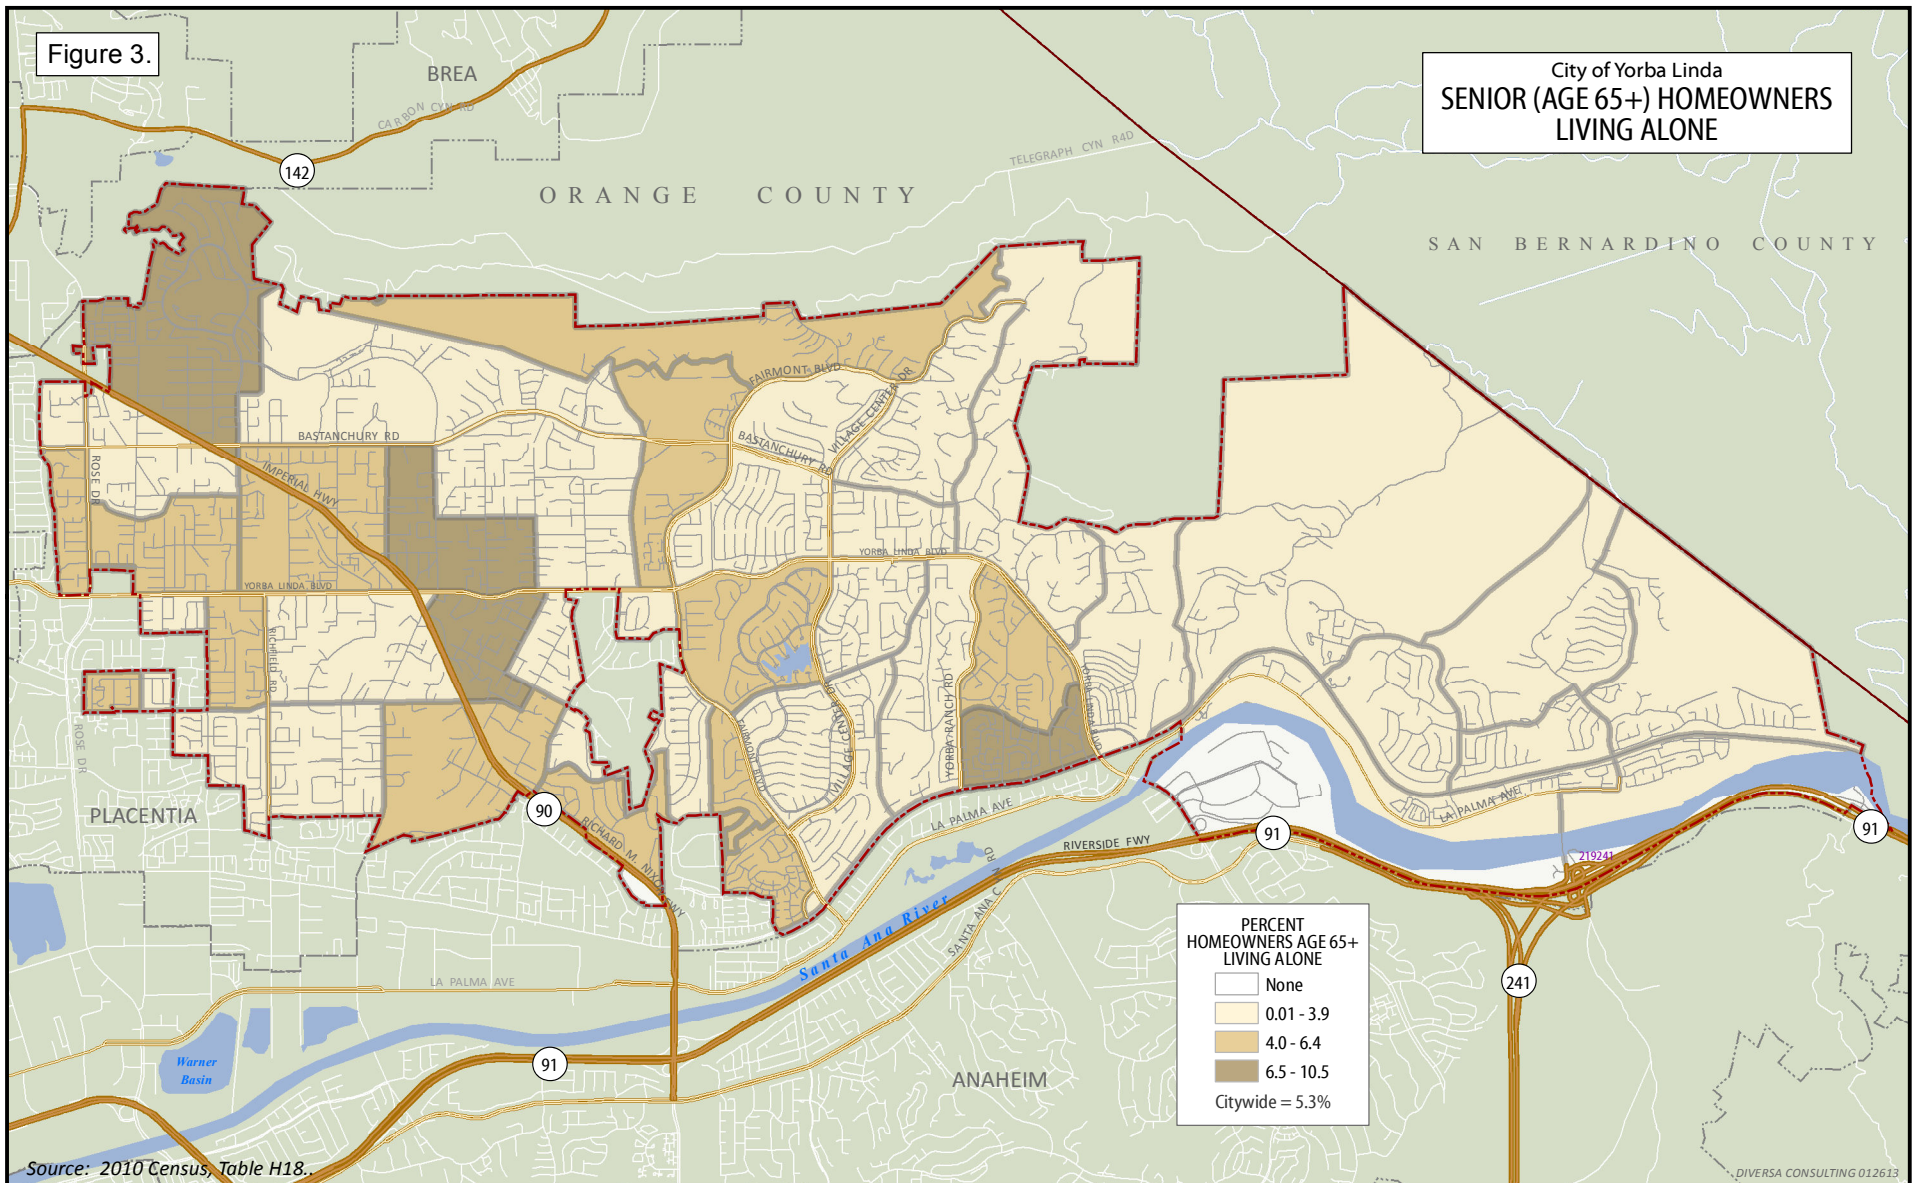 Figure 3.
City of Yorba Linda
SENIOR (AGE 65+) HOMEOWNERS
LIVING ALONE
BREA
CARBON CYN RD
142
TELEGRAPH CYN R4D
ORANGE COUNTY
SAN BERNARDINO COUNTY
FAIRMONT BLVD
VILLAGE CENTER DR
BASTANCHURY RD
BASTANCHURY RD
ROSE DR
IMPERIAL HWY
YORBA LINDA BLVD
YORBA LINDA BLVD
RICHFIELD RD
ROSE DR
FAIRMONT BLVD
VILLAGE CENTER DR
YORBA RANCH RD
YORBA LINDA BLVD
PLACENTIA
90
RICHARD M. NIXON PKWY
LA PALMA AVE
LA PALMA AVE
RIVERSIDE FWY
91
91
219241
Santa Ana River
SANTA ANA CYN RD
241
LA PALMA AVE
91
Warner
Basin
ANAHEIM
PERCENT
HOMEOWNERS AGE 65+
LIVING ALONE
None
0.01 - 3.9
4.0 - 6.4
6.5 - 10.5
Citywide = 5.3%
Source: 2010 Census, Table H18..
DIVERSA CONSULTING 012613